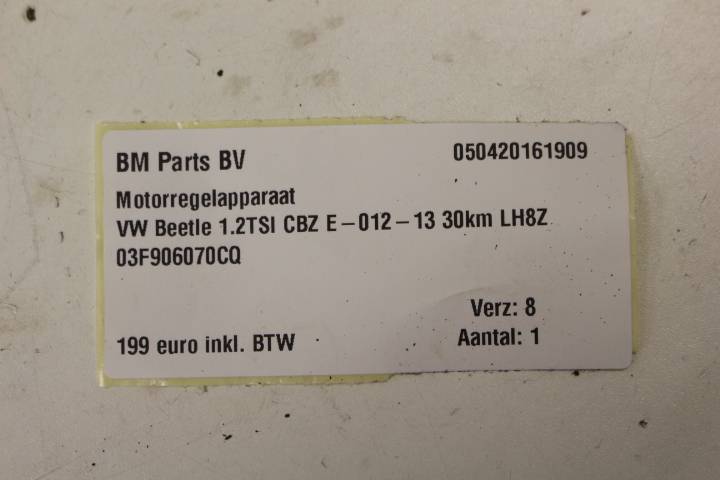 BM Parts BV 050420161909
Motorregelapparaat
VW Beetle 1.2TSI CBZ E-012-13 30km LH8Z
03F906070CQ
Verz: 8
199 euro inkl. BTW Aantal: 1